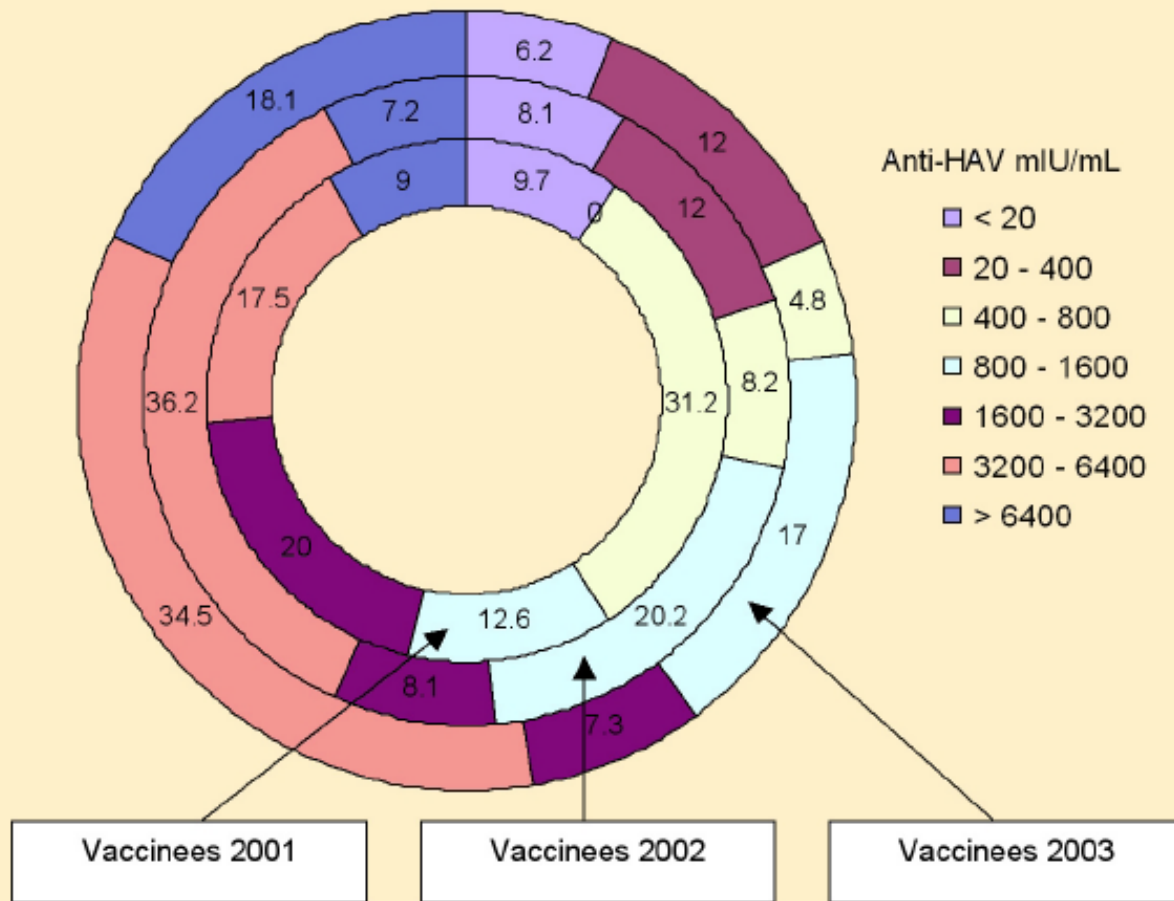 6.2
18.1
7.2
8.1
12
9
9.7
0
12
4.8
17.5
36.2
31.2
8.2
17
20
34.5
12.6
20.2
8.1
7.3
Anti-HAV mIU/mL
< 20
20 - 400
400 - 800
800 - 1600
1600 - 3200
3200 - 6400
> 6400
Vaccinees 2001
Vaccinees 2002
Vaccinees 2003